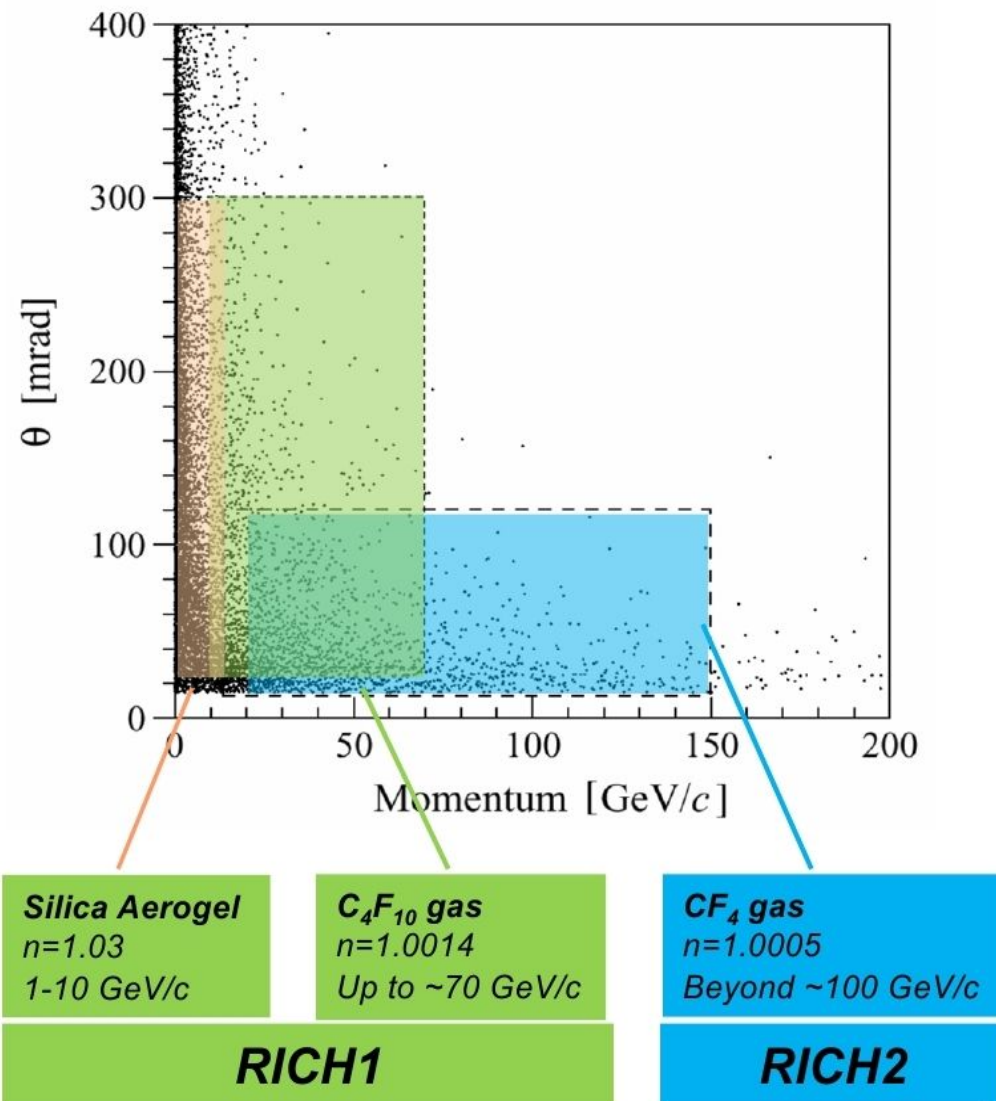 400
300
200
100
0
θ [mrad]
0 50 100 150 200
Momentum [GeV/c]
Silica Aerogel
n=1.03
1-10 GeV/c
C₄F₁₀ gas
n=1.0014
Up to ~70 GeV/c
CF₄ gas
n=1.0005
Beyond ~100 GeV/c
RICH1
RICH2